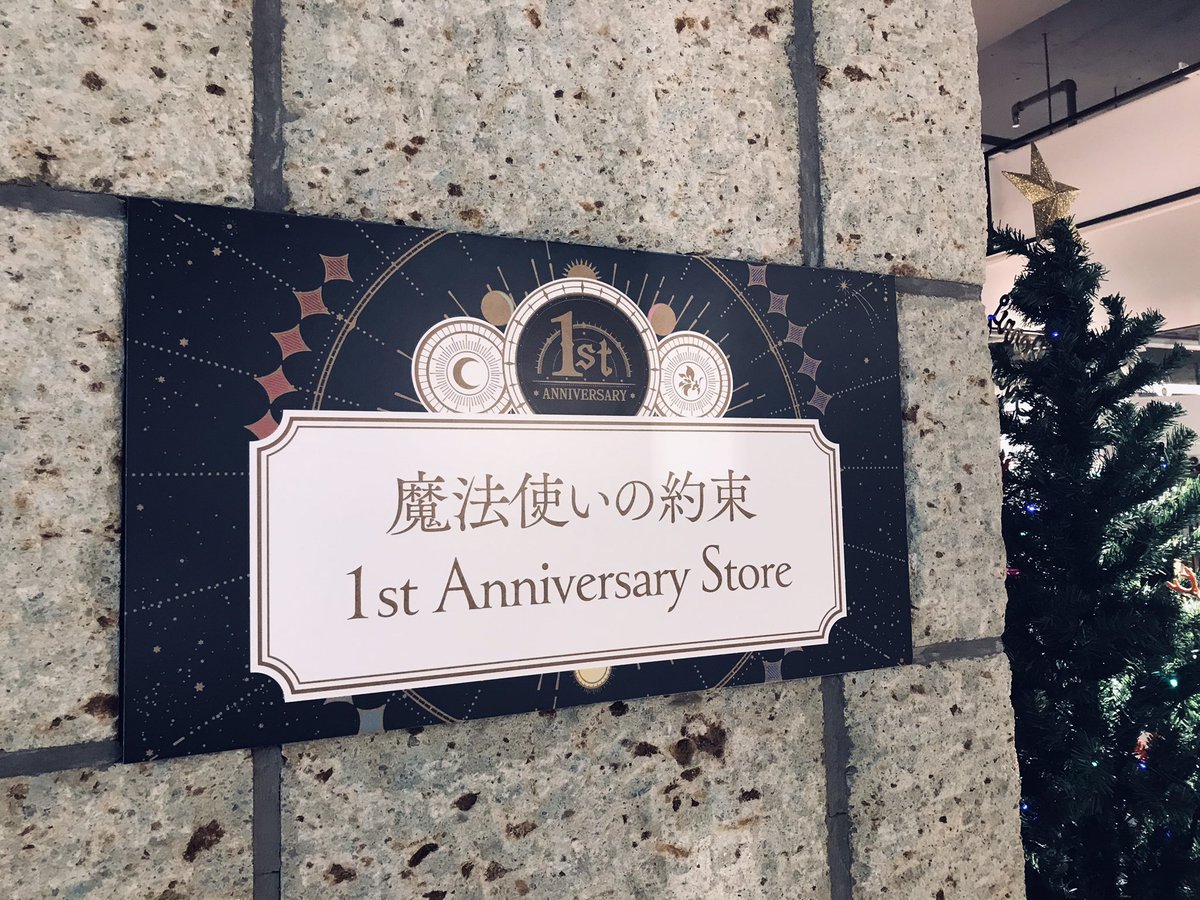 1st
ANNIVERSARY
魔法使いの約束
1st Anniversary Store